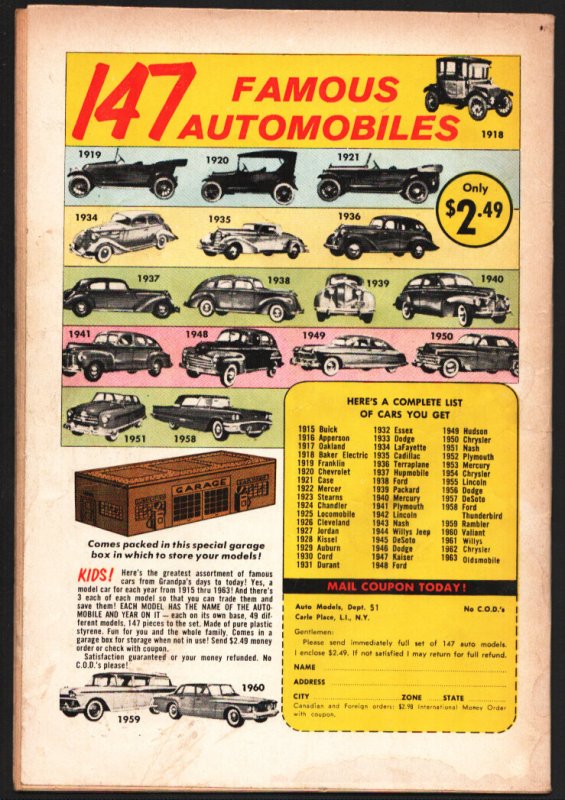 147 FAMOUS
AUTOMOBILES
1918
1919
1920
1921
Only
$2.49
1934
1935
1936
1937
1938
1939
1940
1941
1948
1949
1950
1951
1958
GARAGE
Comes packed in this special garage
box in which to store your models!
KIDS! Here's the greatest assortment of famous
cars from Grandpa's days to today! Yes, a
model car for each year from 1915 thru 1963! And there's
3 each of each model so that you can trade them and
save them! EACH MODEL HAS THE NAME OF THE AUTO-
MOBILE AND YEAR ON IT – each on its own base, 49 dif-
ferent models, 147 pieces to the set. Made of pure plastic
styrene. Fun for you and the whole family. Comes in a
garage box for storage when not in use! Send $2.49 money
order or check with coupon.
Satisfaction guaranteed or your money refunded. No
C.O.D.'s please!
1959
1960
HERE'S A COMPLETE LIST
OF CARS YOU GET
1915 Buick
1916 Apperson
1917 Oakland
1918 Baker Electric
1919 Franklin
1920 Chevrolet
1921 Case
1922 Mercer
1923 Stearns
1924 Chandler
1925 Locomobile
1926 Cleveland
1927 Jordan
1928 Kissel
1929 Auburn
1930 Cord
1931 Durant
1932 Essex
1933 Dodge
1934 LaFayette
1935 Cadillac
1936 Terraplane
1937 Hupmobile
1938 Ford
1939 Packard
1940 Mercury
1941 Plymouth
1942 Lincoln
1943 Nash
1944 Willys Jeep
1945 DeSoto
1946 Dodge
1947 Kaiser
1948 Ford
1949 Hudson
1950 Chrysler
1951 Nash
1952 Plymouth
1953 Mercury
1954 Chrysler
1955 Lincoln
1956 Dodge
1957 DeSoto
1958 Ford
Thunderbird
1959 Rambler
1960 Valiant
1961 Willys
1962 Chrysler
1963 Oldsmobile
MAIL COUPON TODAY!
Auto Models, Dept. 51 No C.O.D.'s
Carle Place, L.I., N.Y.
Gentlemen:
Please send immediately full set of 147 auto models.
I enclose $2.49. If not satisfied I may return for full refund.
NAME
ADDRESS
CITY ZONE STATE
Canadian and Foreign orders: $2.98 International Money Order
with coupon.